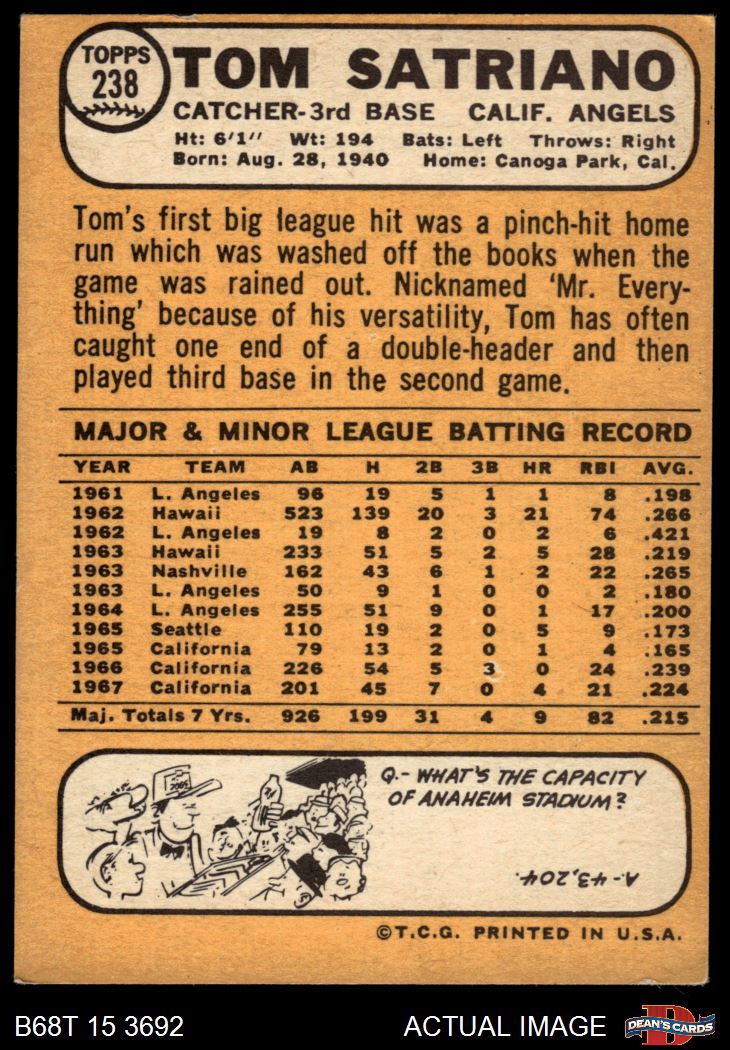 TOPPS
238
TOM SATRIANO
CATCHER-3rd BASE CALIF. ANGELS
Ht: 6'1" Wt: 194 Bats: Left Throws: Right
Born: Aug. 28, 1940 Home: Canoga Park, Cal.
Tom's first big league hit was a pinch-hit home
run which was washed off the books when the
game was rained out. Nicknamed 'Mr. Every-
thing' because of his versatility, Tom has often
caught one end of a double-header and then
played third base in the second game.
MAJOR & MINOR LEAGUE BATTING RECORD
YEAR TEAM AB H 2B 3B HR RBI AVG.
1961 L. Angeles 96 19 5 1 1 8 .198
1962 Hawaii 523 139 20 3 21 74 .266
1962 L. Angeles 19 8 2 0 2 6 .421
1963 Hawaii 233 51 5 2 5 28 .219
1963 Nashville 162 43 6 1 2 22 .265
1963 L. Angeles 50 9 1 0 0 2 .180
1964 L. Angeles 255 51 9 0 1 17 .200
1965 Seattle 110 19 2 0 5 9 .173
1965 California 79 13 2 0 1 4 .165
1966 California 226 54 5 3 0 24 .239
1967 California 201 45 7 0 4 21 .224
Maj. Totals 7 Yrs. 926 199 31 4 9 82 .215
Q.- WHAT'S THE CAPACITY
OF ANAHEIM STADIUM?
A-43,204.
©T.C.G. PRINTED IN U.S.A.
B68T 15 3692 ACTUAL IMAGE
DEAN'S CARDS